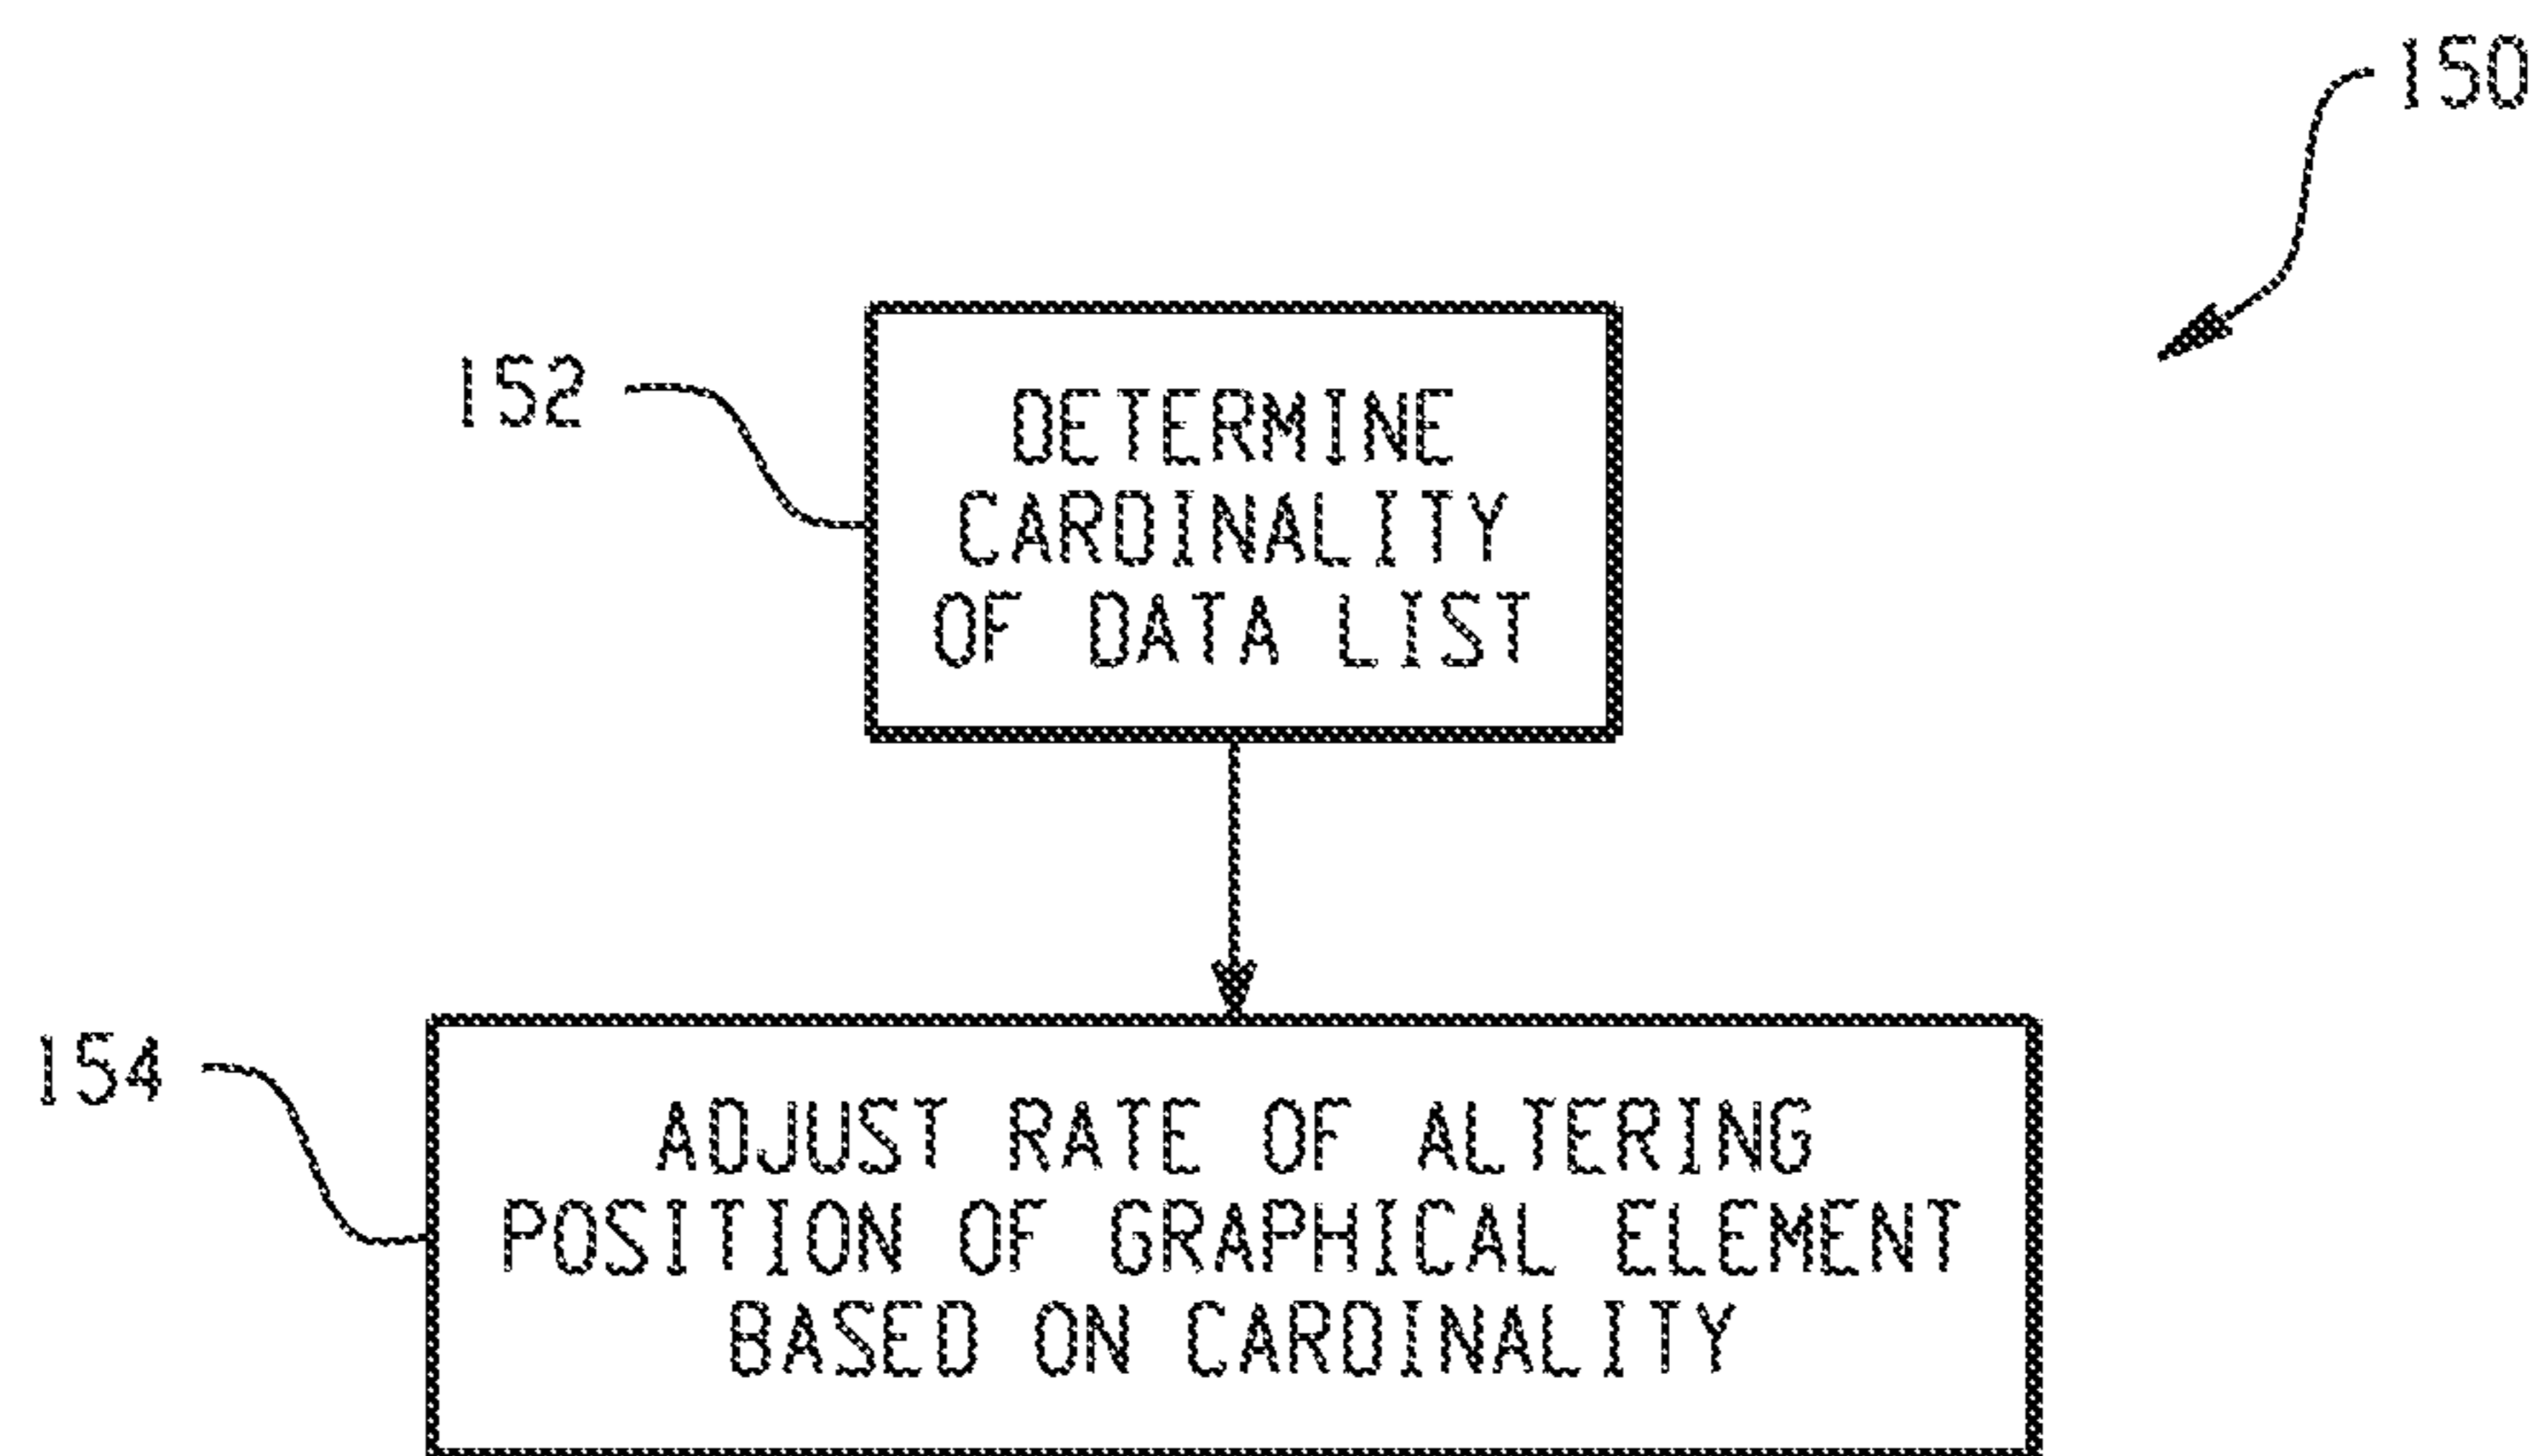 150
152
DETERMINE
CARDINALITY
OF DATA LIST
154
ADJUST RATE OF ALTERING
POSITION OF GRAPHICAL ELEMENT
BASED ON CARDINALITY